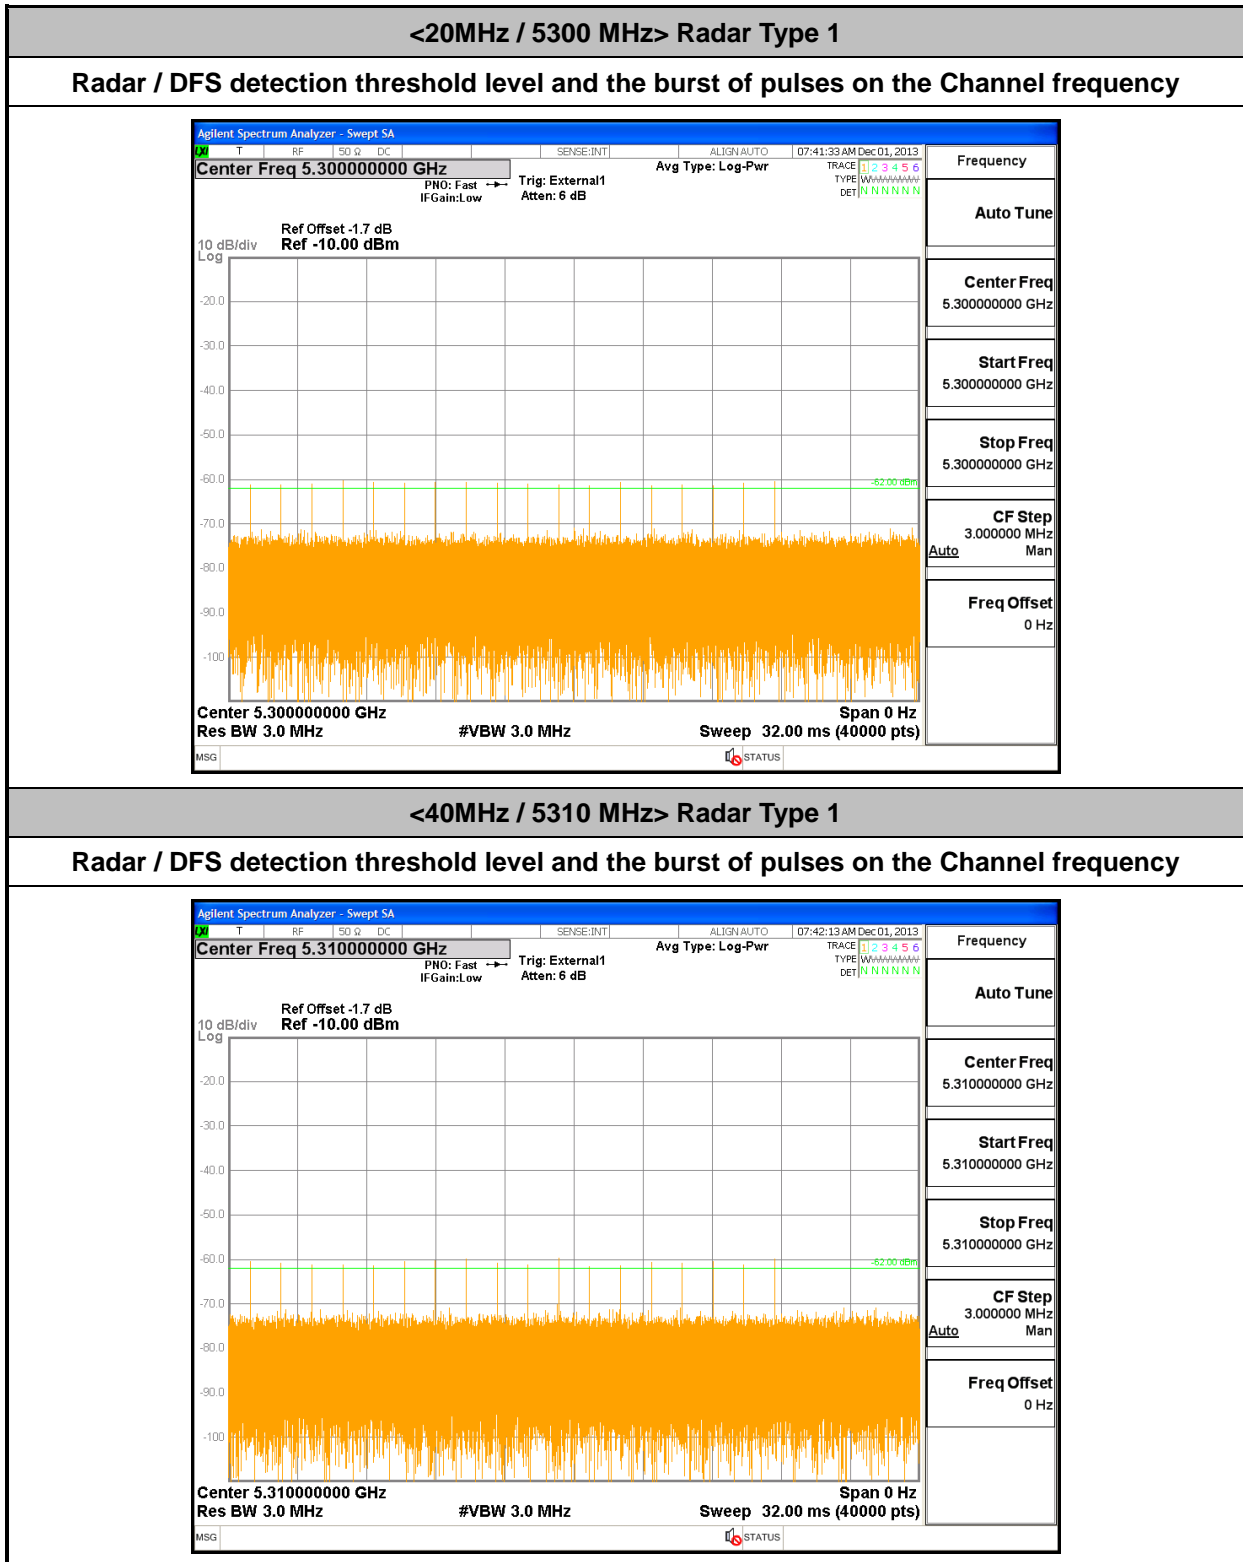 <20MHz / 5300 MHz> Radar Type 1
Radar / DFS detection threshold level and the burst of pulses on the Channel frequency
Agilent Spectrum Analyzer - Swept SA
LXI T RF 50 Ω DC SENSE:INT ALIGN AUTO 07:41:33 AM Dec 01, 2013
Center Freq 5.300000000 GHz
PNO: Fast
IFGain:Low
Trig: External1
Atten: 6 dB
Avg Type: Log-Pwr
TRACE 1 2 3 4 5 6
TYPE
DET N N N N N N
Ref Offset -1.7 dB
10 dB/div Ref -10.00 dBm
Log
-20.0
-30.0
-40.0
-50.0
-60.0
-62.00 dBm
-70.0
-80.0
-90.0
-100
Center 5.300000000 GHz Span 0 Hz
Res BW 3.0 MHz #VBW 3.0 MHz Sweep 32.00 ms (40000 pts)
MSG STATUS
Frequency
Auto Tune
Center Freq
5.300000000 GHz
Start Freq
5.300000000 GHz
Stop Freq
5.300000000 GHz
CF Step
3.000000 MHz
Auto Man
Freq Offset
0 Hz
<40MHz / 5310 MHz> Radar Type 1
Radar / DFS detection threshold level and the burst of pulses on the Channel frequency
Agilent Spectrum Analyzer - Swept SA
LXI T RF 50 Ω DC SENSE:INT ALIGN AUTO 07:42:13 AM Dec 01, 2013
Center Freq 5.310000000 GHz
PNO: Fast
IFGain:Low
Trig: External1
Atten: 6 dB
Avg Type: Log-Pwr
TRACE 1 2 3 4 5 6
TYPE
DET N N N N N N
Ref Offset -1.7 dB
10 dB/div Ref -10.00 dBm
Log
-20.0
-30.0
-40.0
-50.0
-60.0
-62.00 dBm
-70.0
-80.0
-90.0
-100
Center 5.310000000 GHz Span 0 Hz
Res BW 3.0 MHz #VBW 3.0 MHz Sweep 32.00 ms (40000 pts)
MSG STATUS
Frequency
Auto Tune
Center Freq
5.310000000 GHz
Start Freq
5.310000000 GHz
Stop Freq
5.310000000 GHz
CF Step
3.000000 MHz
Auto Man
Freq Offset
0 Hz